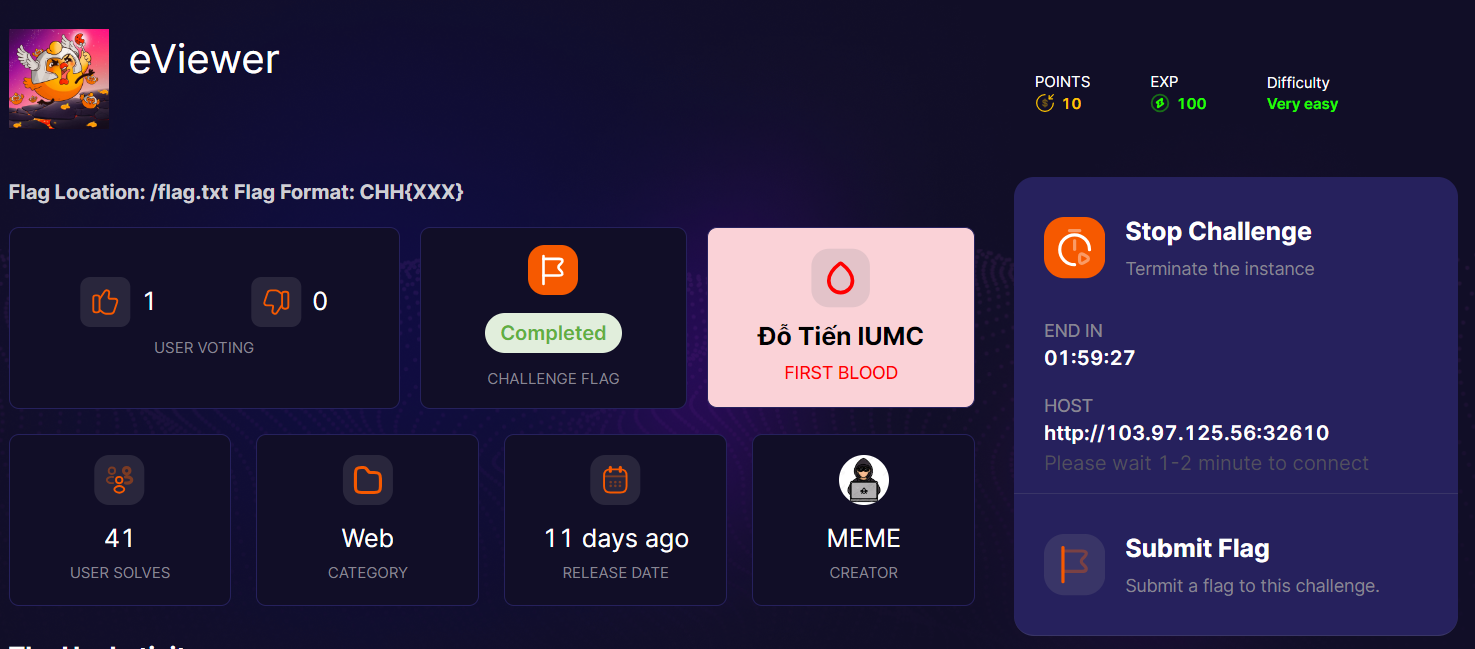 eViewer
POINTS
10
EXP
100
Difficulty
Very easy
Flag Location: /flag.txt Flag Format: CHH{XXX}
1
0
USER VOTING
Completed
CHALLENGE FLAG
Đỗ Tiến IUMC
FIRST BLOOD
41
USER SOLVES
Web
CATEGORY
11 days ago
RELEASE DATE
MEME
CREATOR
Stop Challenge
Terminate the instance
END IN
01:59:27
HOST
http://103.97.125.56:32610
Please wait 1-2 minute to connect
Submit Flag
Submit a flag to this challenge.